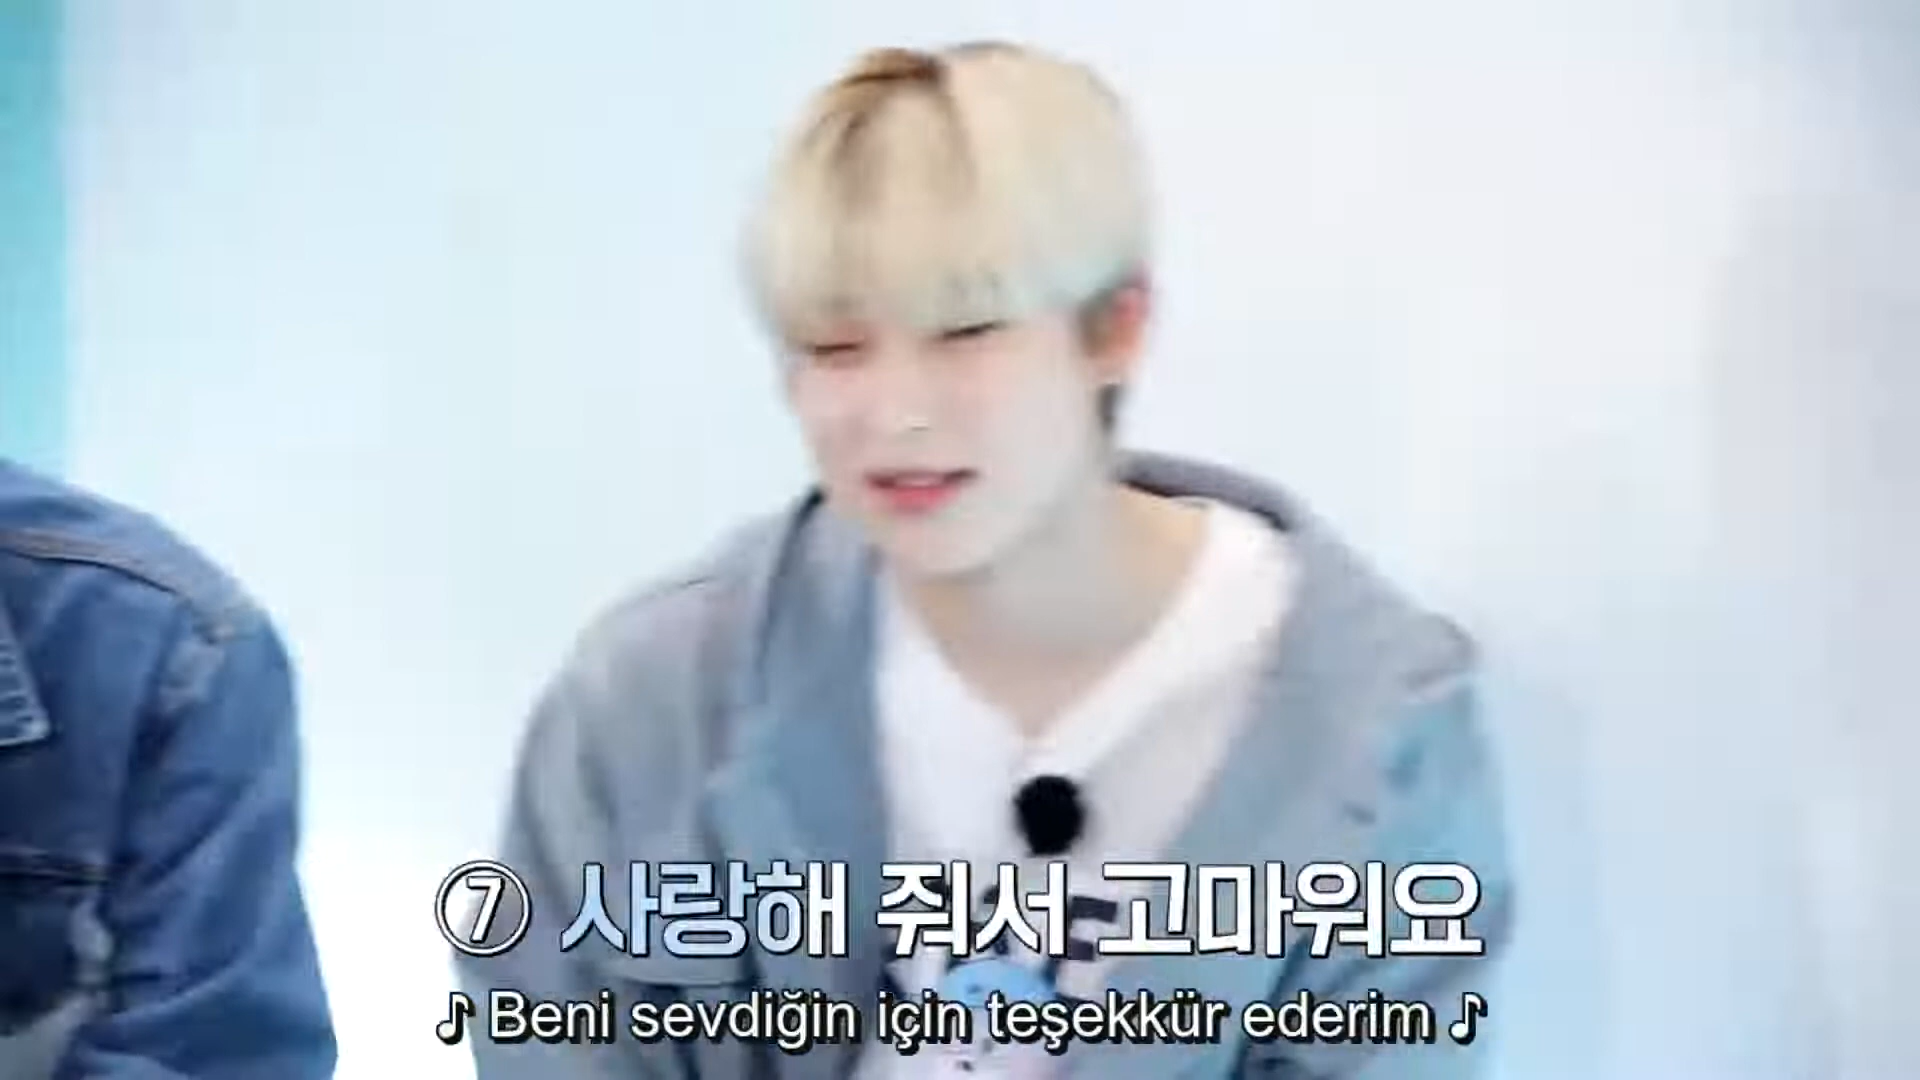 ⑦ 사랑해 줘서 고마워요
♪ Beni sevdiğin için teşekkür ederim ♪